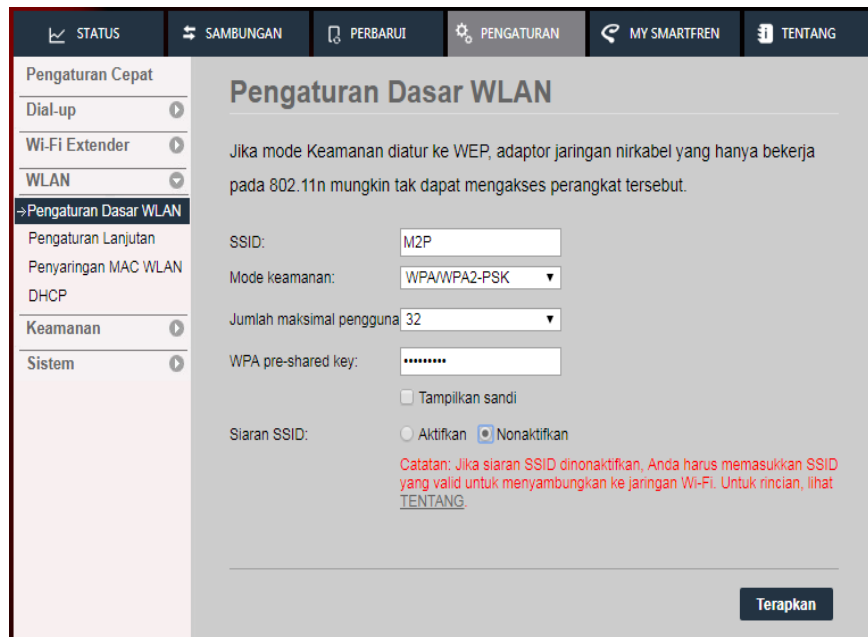 STATUS
SAMBUNGAN
PERBARUI
PENGATURAN
MY SMARTFREN
TENTANG
Pengaturan Cepat
Dial-up
Wi-Fi Extender
WLAN
Pengaturan Dasar WLAN
Pengaturan Lanjutan
Penyaringan MAC WLAN
DHCP
Keamanan
Sistem
Pengaturan Dasar WLAN
Jika mode Keamanan diatur ke WEP, adaptor jaringan nirkabel yang hanya bekerja
pada 802.11n mungkin tak dapat mengakses perangkat tersebut.
SSID: M2P
Mode keamanan: WPA/WPA2-PSK
Jumlah maksimal pengguna 32
WPA pre-shared key: •••••••••
Tampilkan sandi
Siaran SSID: Aktifkan Nonaktifkan
Catatan: Jika siaran SSID dinonaktifkan, Anda harus memasukkan SSID
yang valid untuk menyambungkan ke jaringan Wi-Fi. Untuk rincian, lihat
TENTANG.
Terapkan